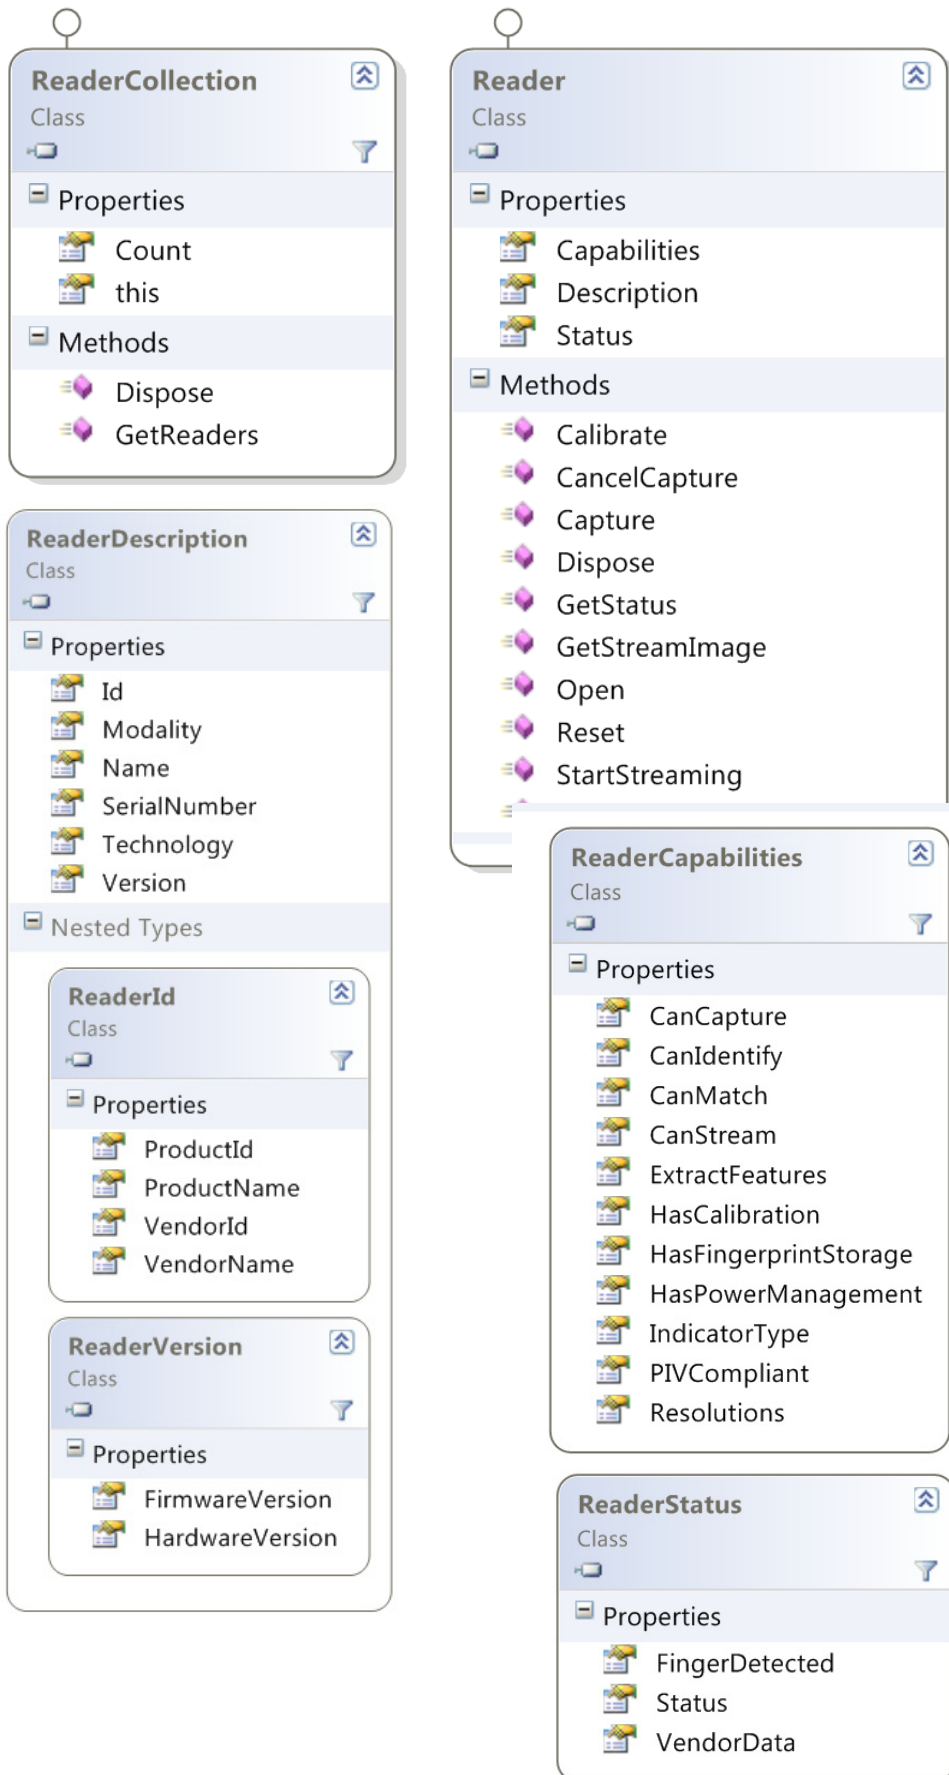 ReaderCollection
Class
Properties
Count
this
Methods
Dispose
GetReaders
Reader
Class
Properties
Capabilities
Description
Status
Methods
Calibrate
CancelCapture
Capture
Dispose
GetStatus
GetStreamImage
Open
Reset
StartStreaming
ReaderDescription
Class
Properties
Id
Modality
Name
SerialNumber
Technology
Version
Nested Types
ReaderId
Class
Properties
ProductId
ProductName
VendorId
VendorName
ReaderVersion
Class
Properties
FirmwareVersion
HardwareVersion
ReaderCapabilities
Class
Properties
CanCapture
CanIdentify
CanMatch
CanStream
ExtractFeatures
HasCalibration
HasFingerprintStorage
HasPowerManagement
IndicatorType
PIVCompliant
Resolutions
ReaderStatus
Class
Properties
FingerDetected
Status
VendorData